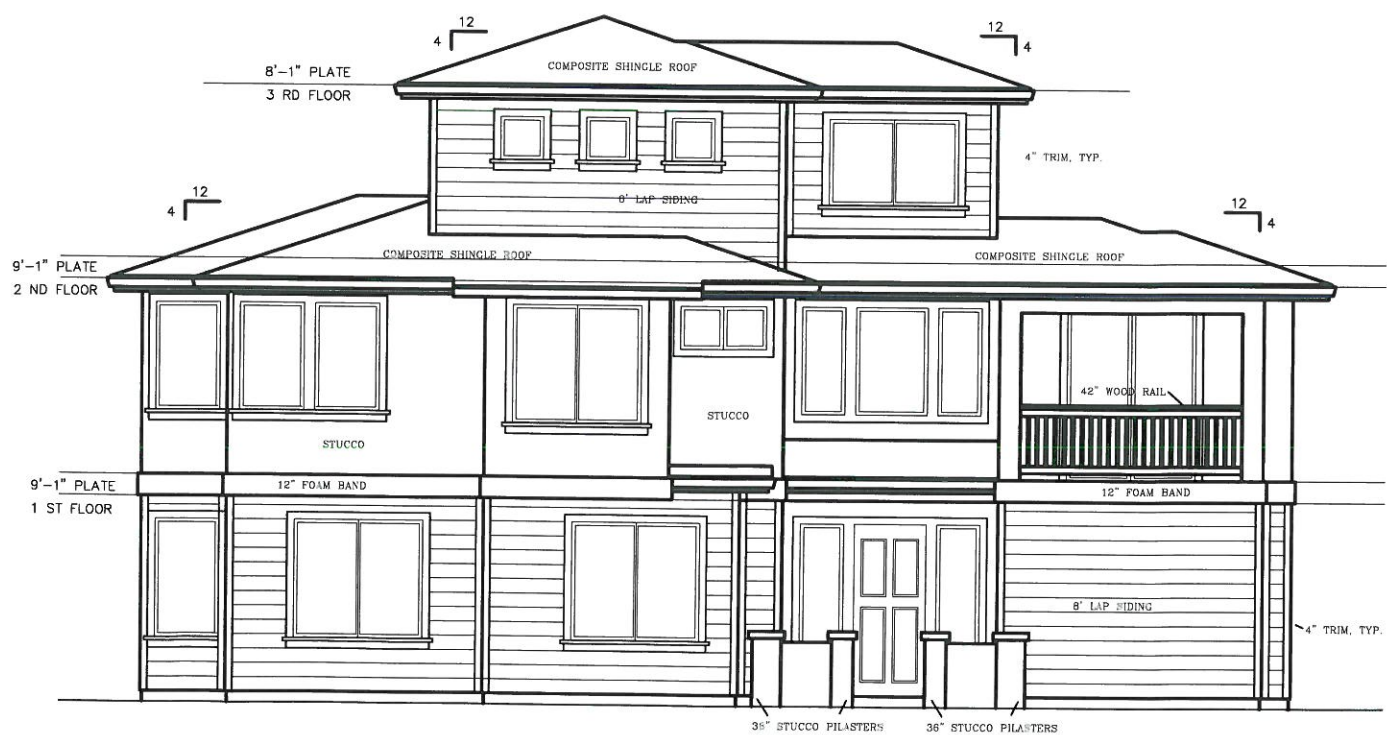 12
4
12
4
COMPOSITE SHINGLE ROOF
8'-1" PLATE
3 RD FLOOR
4" TRIM, TYP.
12
4
8' LAP SIDING
12
4
COMPOSITE SHINGLE ROOF
COMPOSITE SHINGLE ROOF
9'-1" PLATE
2 ND FLOOR
42" WOOD RAIL
STUCCO
STUCCO
9'-1" PLATE
1 ST FLOOR
12" FOAM BAND
12" FOAM BAND
8' LAP SIDING
4" TRIM, TYP.
36" STUCCO PILASTERS
36" STUCCO PILASTERS